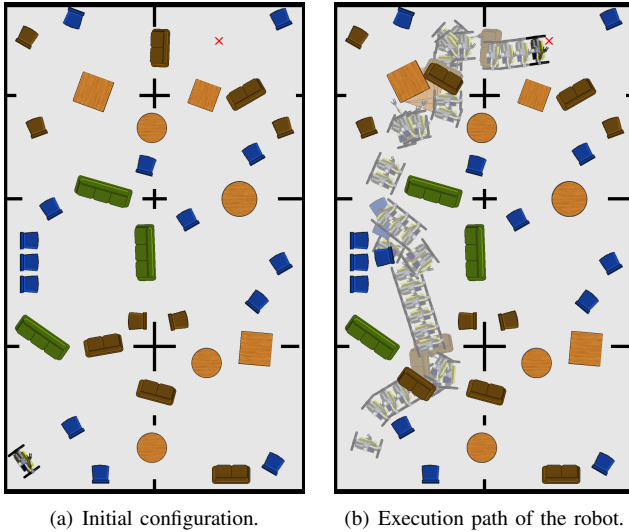 (a) Initial configuration.
(b) Execution path of the robot.